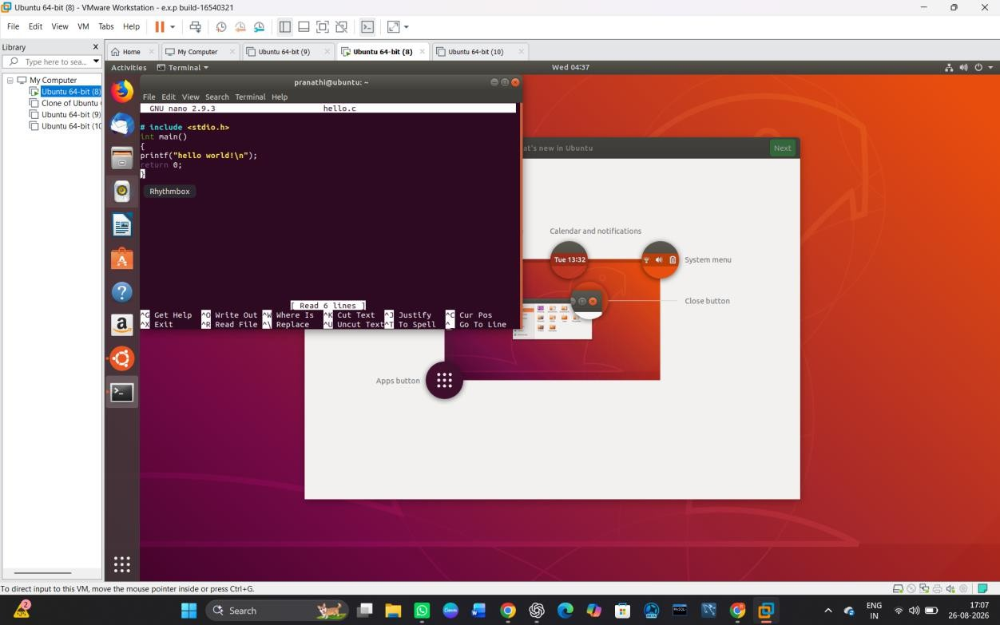 Ubuntu 64-bit (8) - VMware Workstation - e.x.p build-16540321
File Edit View VM Tabs Help
Library
Type here to sea...
My Computer
Ubuntu 64-bit (8)
Clone of Ubuntu
Ubuntu 64-bit (9)
Ubuntu 64-bit (10
Home
My Computer
Ubuntu 64-bit (9)
Ubuntu 64-bit (8)
Ubuntu 64-bit (10)
Activities
Terminal
Wed 04:37
pranathi@ubuntu: ~
File Edit View Search Terminal Help
GNU nano 2.9.3 hello.c
# include <stdio.h>
int main()
{
printf("hello world!\n");
return 0;
}
Rhythmbox
[ Read 6 lines ]
^G Get Help ^O Write Out ^W Where Is ^K Cut Text ^J Justify ^C Cur Pos
^X Exit ^R Read File ^\ Replace ^U Uncut Text ^T To Spell ^_ Go To Line
at's new in Ubuntu
Next
Calendar and notifications
Tue 13:32
System menu
Close button
Apps button
To direct input to this VM, move the mouse pointer inside or press Ctrl+G.
2
Search
ENG
IN
17:07
26-08-2026